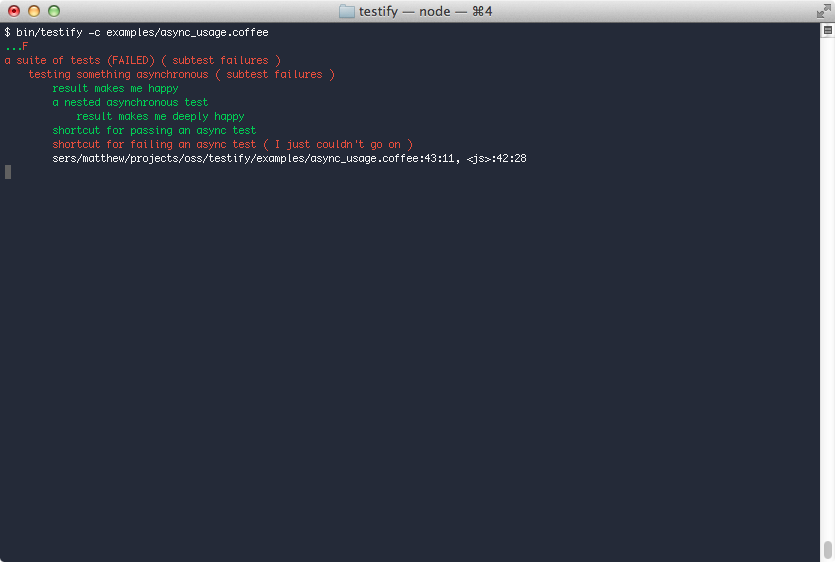 testify — node — ⌘4
$ bin/testify -c examples/async_usage.coffee
...F
a suite of tests (FAILED) ( subtest failures )
testing something asynchronous ( subtest failures )
result makes me happy
a nested asynchronous test
result makes me deeply happy
shortcut for passing an async test
shortcut for failing an async test ( I just couldn't go on )
sers/matthew/projects/oss/testify/examples/async_usage.coffee:43:11, <js>:42:28